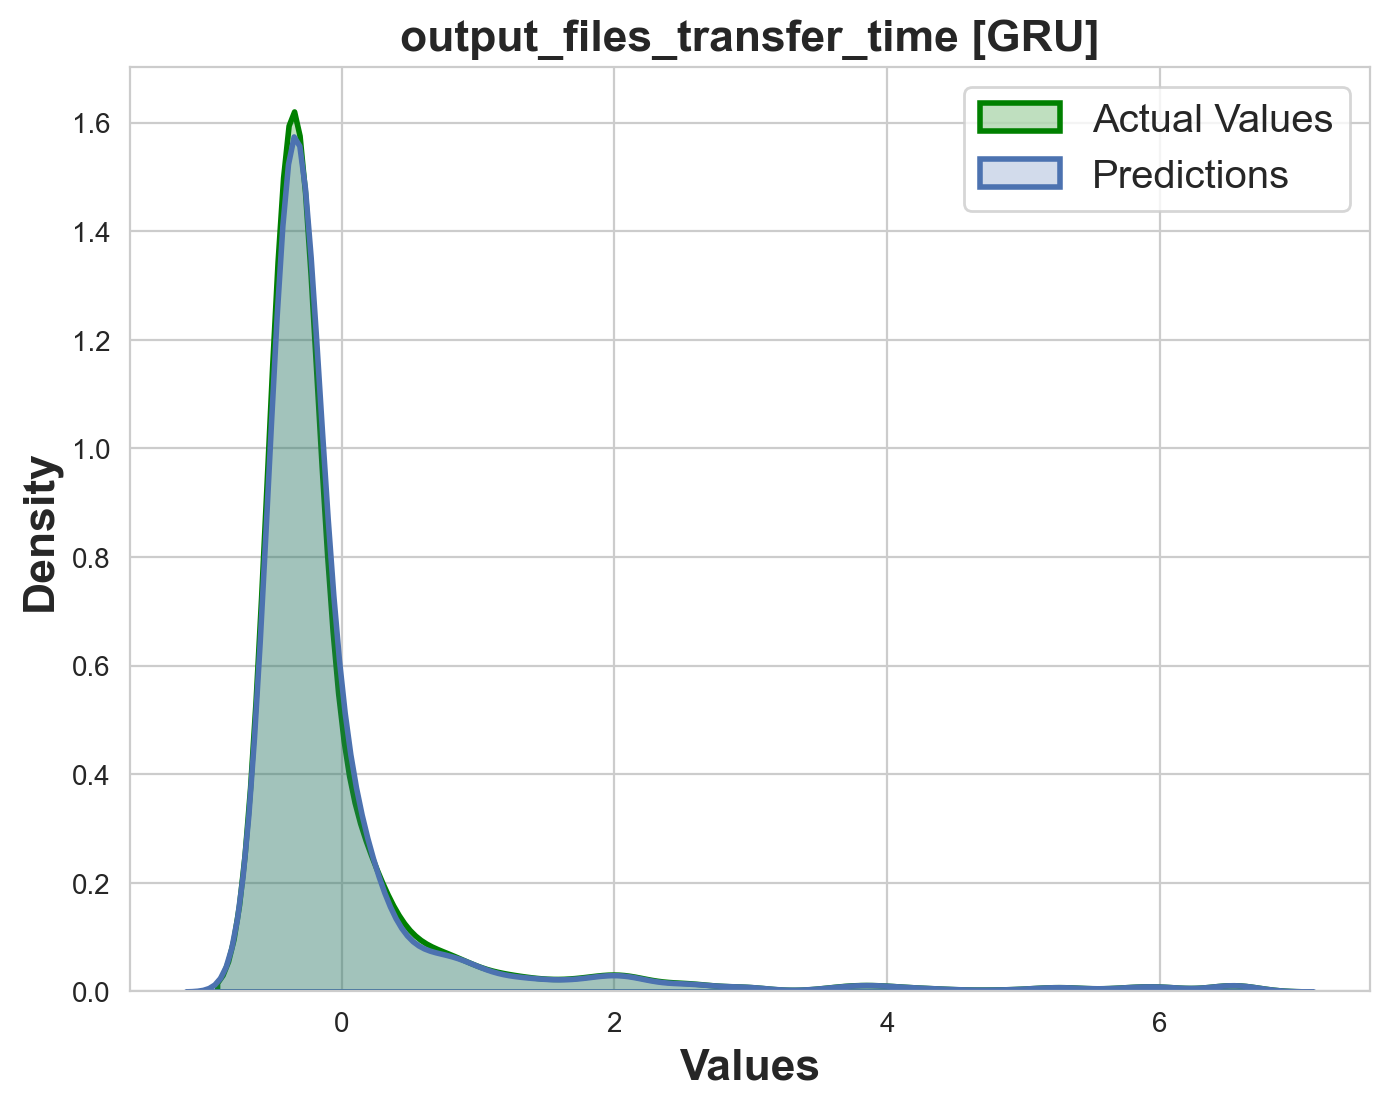 output_files_transfer_time [GRU]
Actual Values
Predictions
1.6
1.4
1.2
1.0
0.8
0.6
0.4
0.2
0.0
Density
0 2 4 6
Values